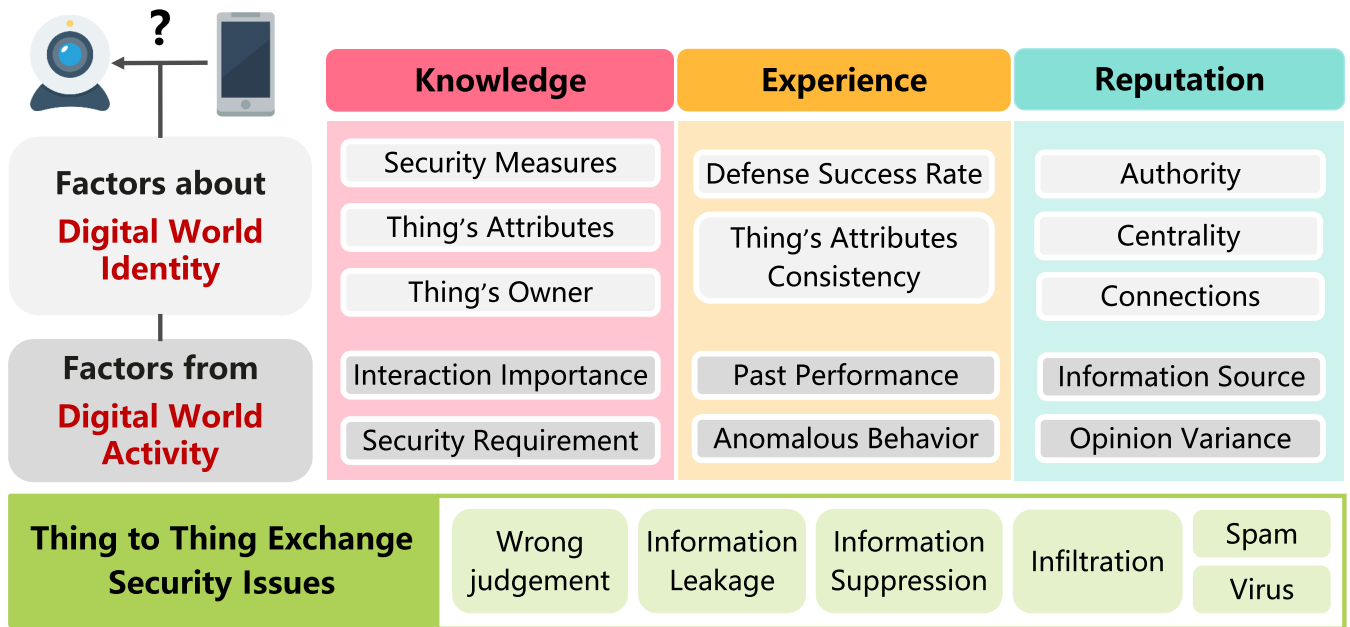 ?
Knowledge
Experience
Reputation
Factors about
Digital World
Identity
Security Measures
Thing's Attributes
Thing's Owner
Defense Success Rate
Thing's Attributes
Consistency
Authority
Centrality
Connections
Factors from
Digital World
Activity
Interaction Importance
Security Requirement
Past Performance
Anomalous Behavior
Information Source
Opinion Variance
Thing to Thing Exchange
Security Issues
Wrong
judgement
Information
Leakage
Information
Suppression
Infiltration
Spam
Virus